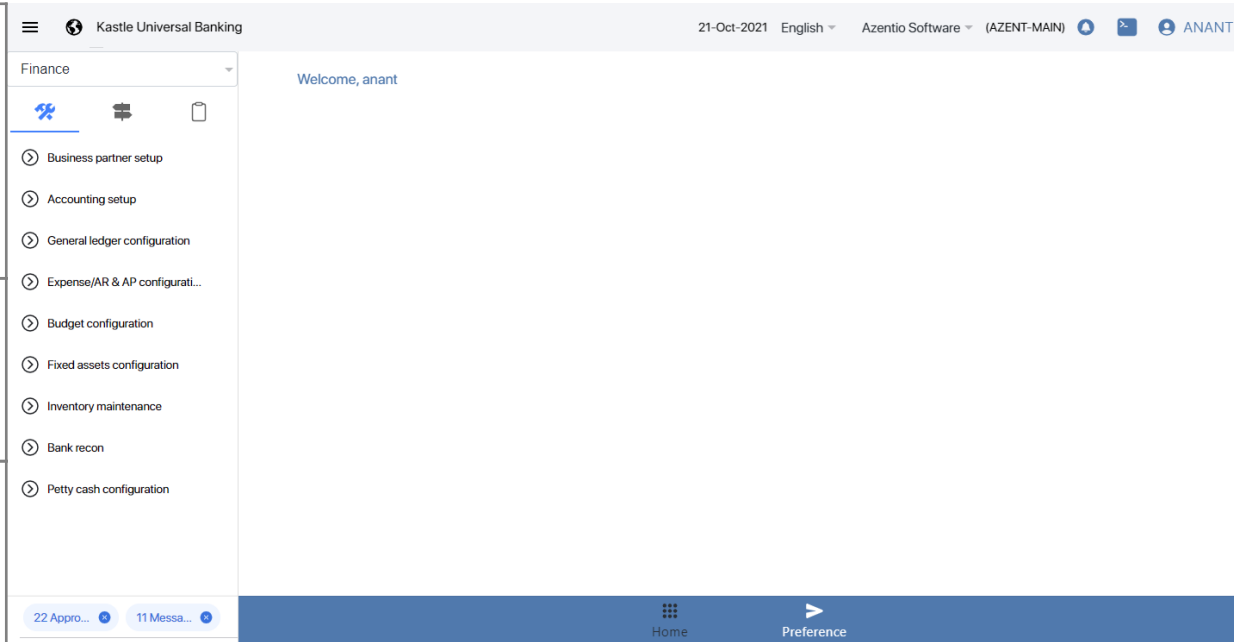 Kastle Universal Banking
21-Oct-2021 English Azentio Software (AZENT-MAIN) ANANT
Finance
Welcome, anant
Business partner setup
Accounting setup
General ledger configuration
Expense/AR & AP configurati...
Budget configuration
Fixed assets configuration
Inventory maintenance
Bank recon
Petty cash configuration
22 Appro... 11 Messa...
Home Preference